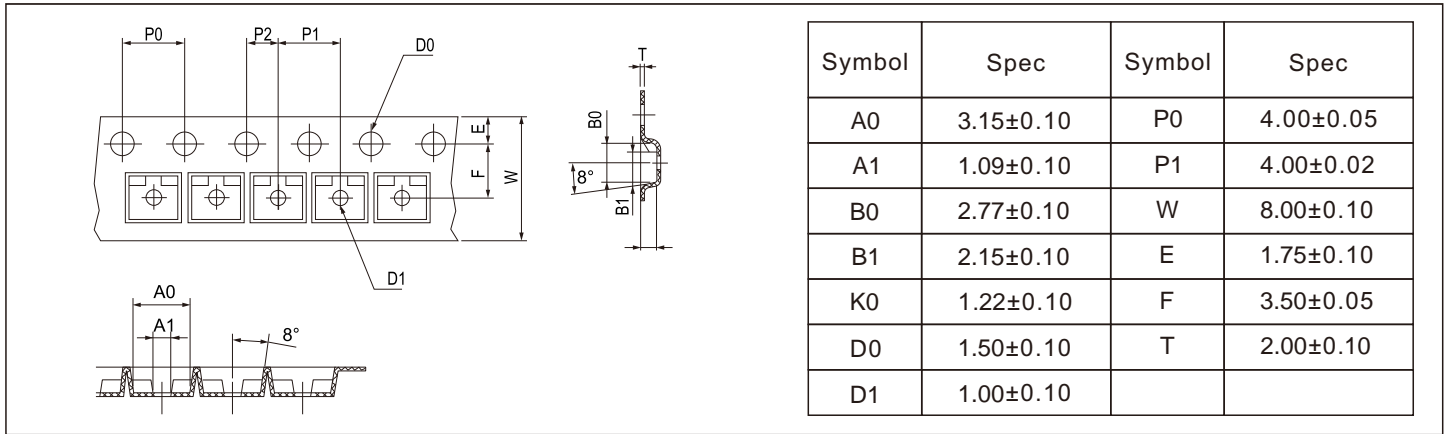 P0 P2 P1 D0
E
F
W
D1
T
B0
8°
B1
A0
A1
8°
Symbol Spec Symbol Spec
A0 3.15±0.10 P0 4.00±0.05
A1 1.09±0.10 P1 4.00±0.02
B0 2.77±0.10 W 8.00±0.10
B1 2.15±0.10 E 1.75±0.10
K0 1.22±0.10 F 3.50±0.05
D0 1.50±0.10 T 2.00±0.10
D1 1.00±0.10